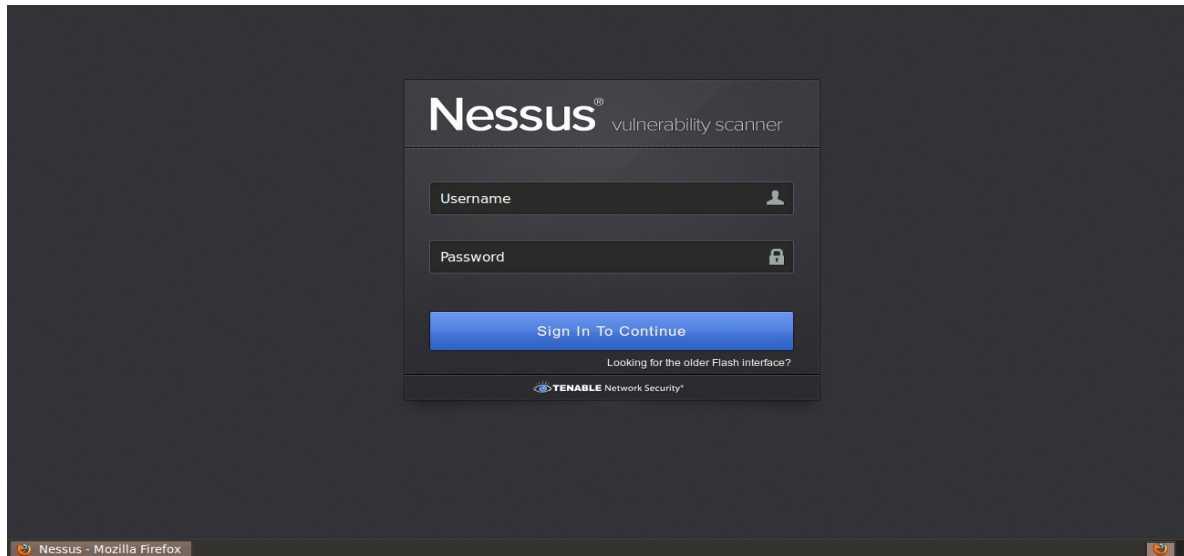 Nessus® vulnerability scanner
Username
Password
Sign In To Continue
Looking for the older Flash interface?
TENABLE Network Security®
Nessus - Mozilla Firefox